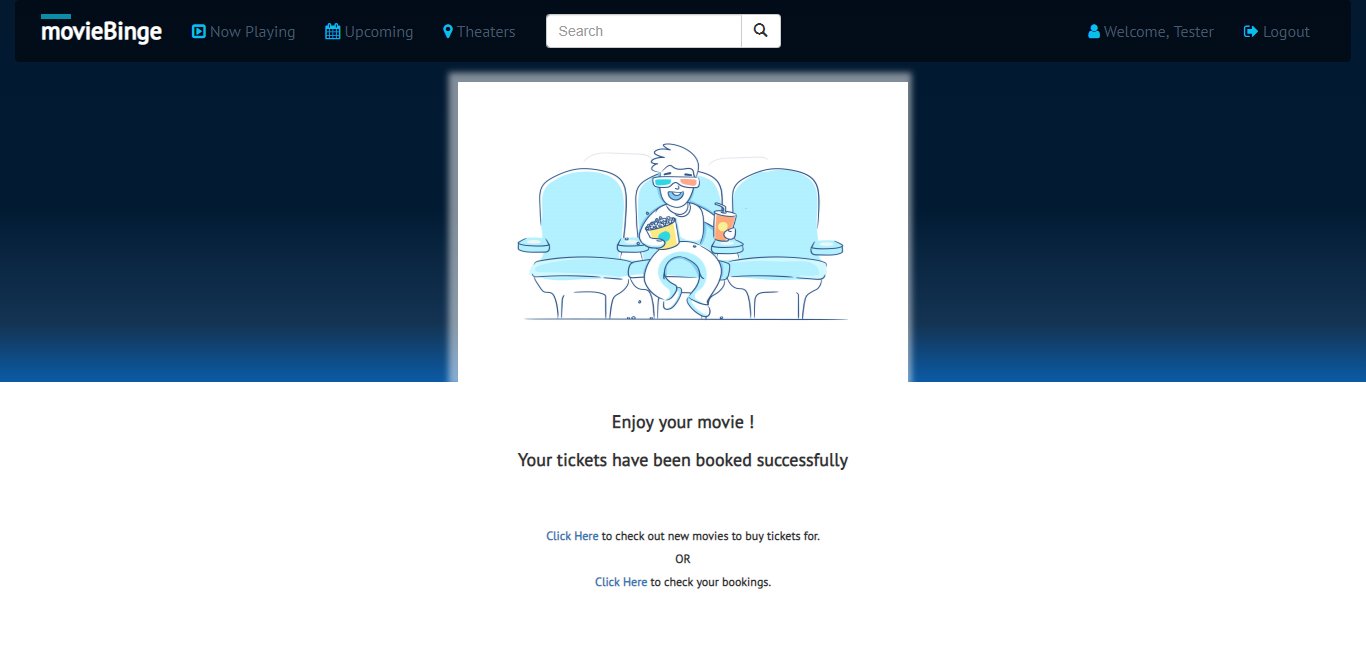 movieBinge Now Playing Upcoming Theaters Search Welcome, Tester Logout
Enjoy your movie !
Your tickets have been booked successfully
Click Here to check out new movies to buy tickets for.
OR
Click Here to check your bookings.